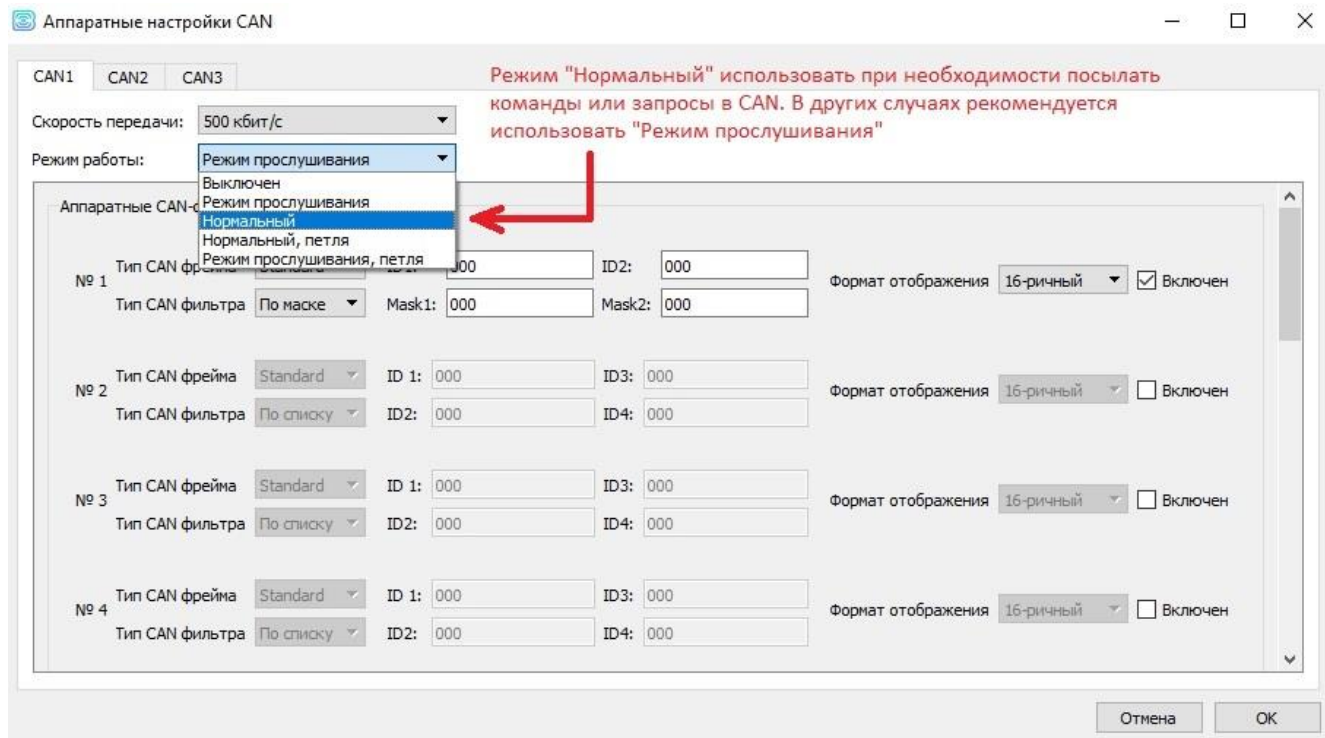 Аппаратные настройки CAN
CAN1 CAN2 CAN3
Режим "Нормальный" использовать при необходимости посылать
команды или запросы в CAN. В других случаях рекомендуется
использовать "Режим прослушивания"
Скорость передачи: 500 кбит/с
Режим работы: Режим прослушивания
Выключен
Режим прослушивания
Нормальный
Нормальный, петля
Режим прослушивания, петля
Аппаратные CAN-
№ 1
Тип CAN 000 ID2: 000
Тип CAN фильтра По маске Mask1: 000 Mask2: 000
Формат отображения 16-ричный Включен
№ 2
Тип CAN фрейма Standard ID 1: 000 ID3: 000
Тип CAN фильтра По списку ID2: 000 ID4: 000
Формат отображения 16-ричный Включен
№ 3
Тип CAN фрейма Standard ID 1: 000 ID3: 000
Тип CAN фильтра По списку ID2: 000 ID4: 000
Формат отображения 16-ричный Включен
№ 4
Тип CAN фрейма Standard ID 1: 000 ID3: 000
Тип CAN фильтра По списку ID2: 000 ID4: 000
Формат отображения 16-ричный Включен
Отмена OK